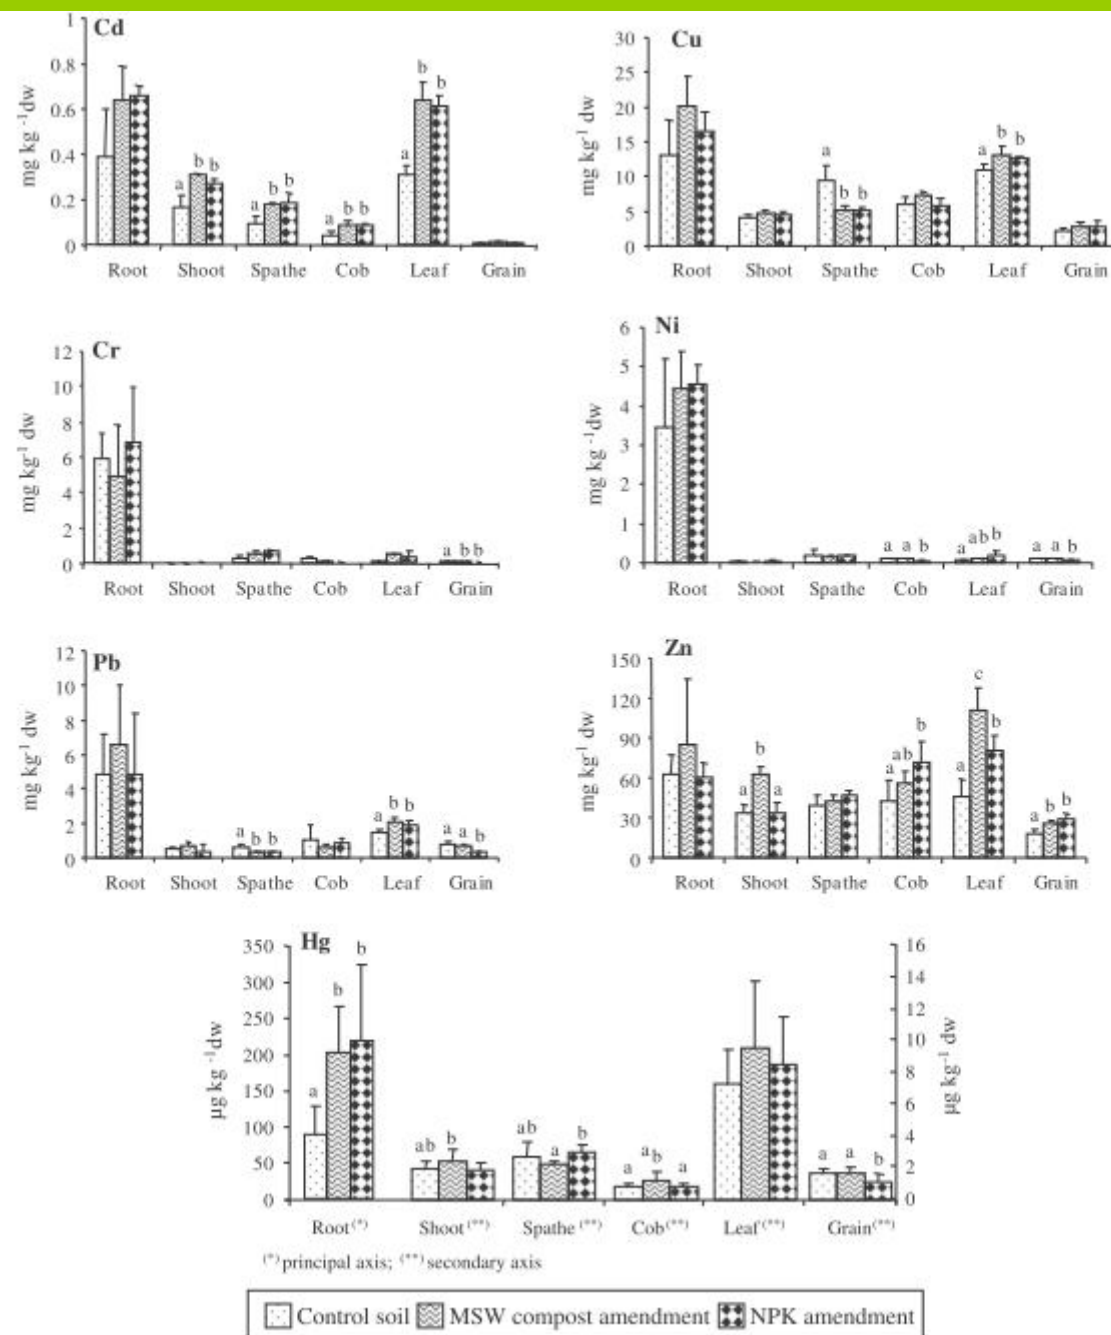 Cd
mg kg⁻¹dw
1
0.8
0.6
0.4
0.2
0
a b b
a b b
a b b
a b b
Root Shoot Spathe Cob Leaf Grain
Cu
mg kg⁻¹ dw
30
25
20
15
10
5
0
a b b
a b b
Root Shoot Spathe Cob Leaf Grain
Cr
mg kg⁻¹ dw
12
10
8
6
4
2
0
a b b
Root Shoot Spathe Cob Leaf Grain
Ni
mg kg⁻¹dw
6
5
4
3
2
1
0
a a b
a ab b
a a b
Root Shoot Spathe Cob Leaf Grain
Pb
mg kg⁻¹ dw
12
10
8
6
4
2
0
a b b
a b b
a a b
Root Shoot Spathe Cob Leaf Grain
Zn
mg kg⁻¹ dw
150
120
90
60
30
0
a b a
a ab b
a c b
a b b
Root Shoot Spathe Cob Leaf Grain
Hg
µg kg⁻¹dw
350
300
250
200
150
100
50
0
a b b
ab b a
ab a b
a b a
a a b
16
14
12
10
8
6
4
2
0
µg kg⁻¹ dw
Root(*) Shoot(**) Spathe(**) Cob(**) Leaf(**) Grain(**)
(*)principal axis; (**)secondary axis
Control soil MSW compost amendment NPK amendment